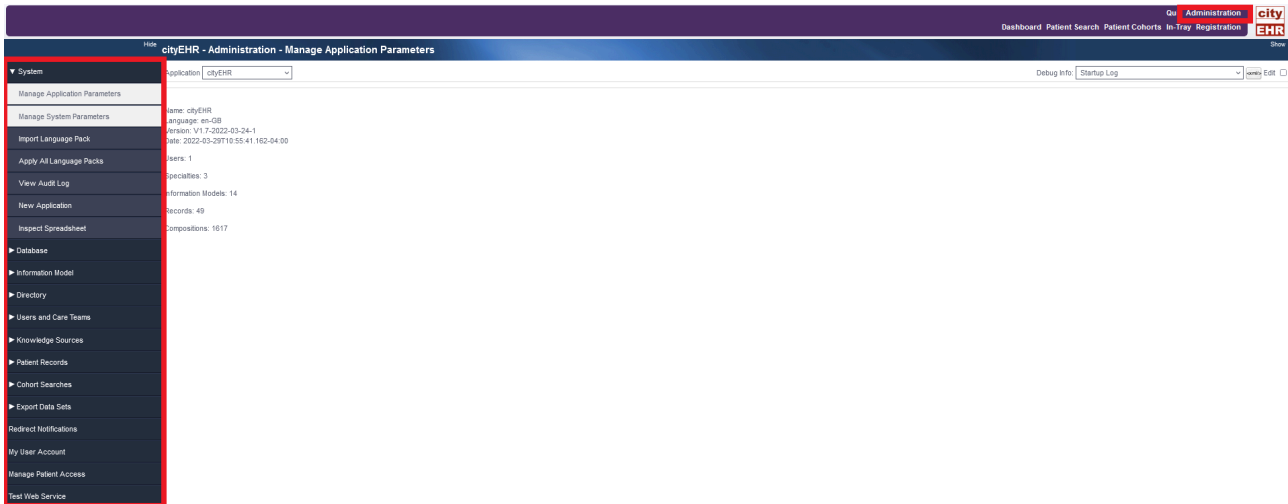 Qu Administration
city
EHR
Dashboard Patient Search Patient Cohorts In-Tray Registration
Hide
cityEHR - Administration - Manage Application Parameters
Show
▼ System
Application cityEHR
Debug Info: Startup Log
Edit
Manage Application Parameters
Manage System Parameters
Import Language Pack
Apply All Language Packs
View Audit Log
New Application
Inspect Spreadsheet
► Database
► Information Model
► Directory
► Users and Care Teams
► Knowledge Sources
► Patient Records
► Cohort Searches
► Export Data Sets
Redirect Notifications
My User Account
Manage Patient Access
Test Web Service
Name: cityEHR
Language: en-GB
Version: V1.7-2022-03-24-1
Date: 2022-03-29T10:55:41.162-04:00
Users: 1
Specialties: 3
Information Models: 14
Records: 49
Compositions: 1617